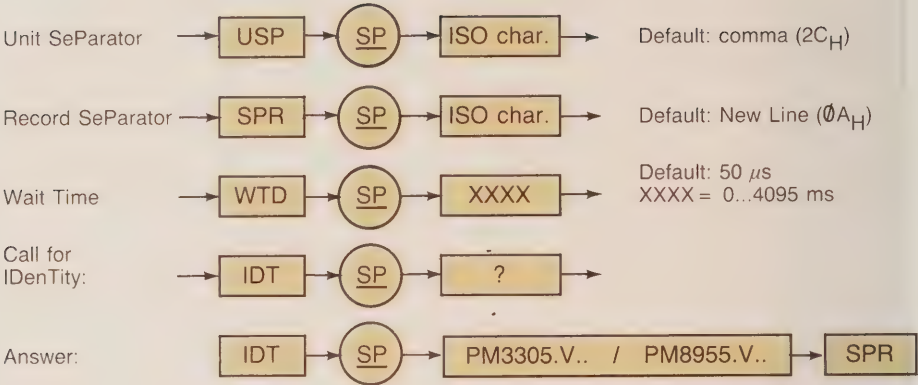 Unit SeParator USP SP ISO char. Default: comma (2CH)
Record SeParator SPR SP ISO char. Default: New Line (ØAH)
Default: 50 µs
Wait Time WTD SP XXXX XXXX = 0...4095 ms
Call for
IDenTity: IDT SP ?
Answer: IDT SP PM3305.V.. / PM8955.V.. SPR